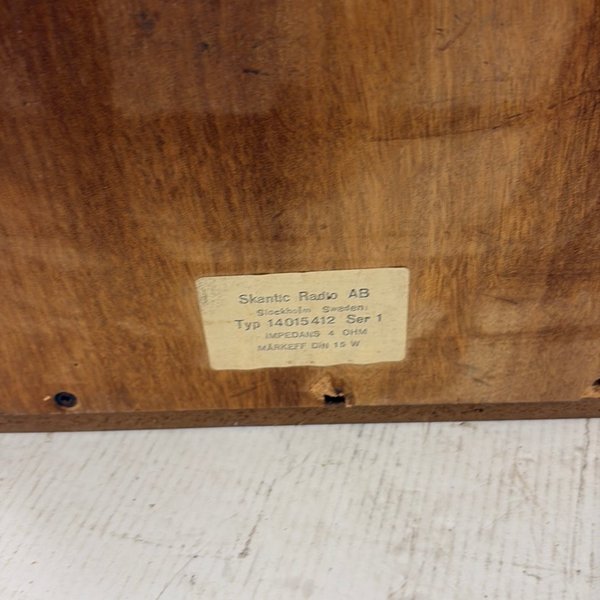 Skantic Radio AB
Stockholm Sweden.
Typ 14015412 Ser 1
IMPEDANS 4 OHM
MÄRKEFF DIN 15 W